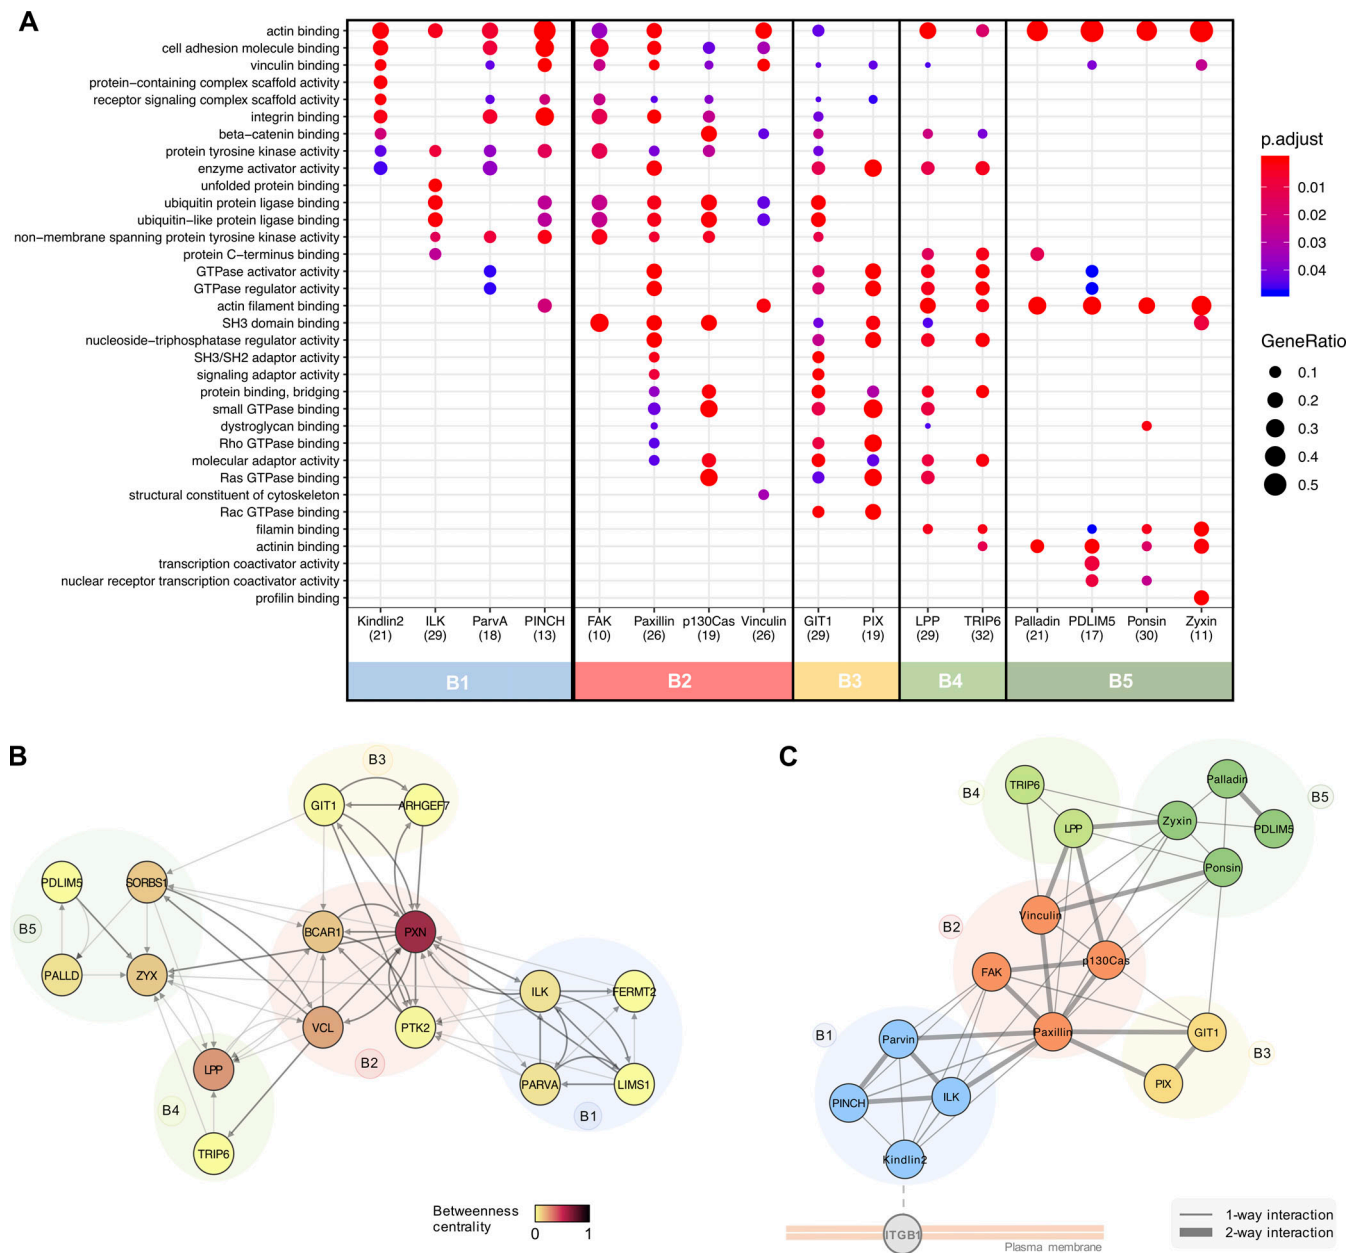 A
actin binding
cell adhesion molecule binding
vinculin binding
protein-containing complex scaffold activity
receptor signaling complex scaffold activity
integrin binding
beta-catenin binding
protein tyrosine kinase activity
enzyme activator activity
unfolded protein binding
ubiquitin protein ligase binding
ubiquitin-like protein ligase binding
non-membrane spanning protein tyrosine kinase activity
protein C-terminus binding
GTPase activator activity
GTPase regulator activity
actin filament binding
SH3 domain binding
nucleoside-triphosphatase regulator activity
SH3/SH2 adaptor activity
signaling adaptor activity
protein binding, bridging
small GTPase binding
dystroglycan binding
Rho GTPase binding
molecular adaptor activity
Ras GTPase binding
structural constituent of cytoskeleton
Rac GTPase binding
filamin binding
actinin binding
transcription coactivator activity
nuclear receptor transcription coactivator activity
profilin binding
Kindlin2 ILK ParvA PINCH FAK Paxillin p130Cas Vinculin GIT1 PIX LPP TRIP6 Palladin PDLIM5 Ponsin Zyxin
(21) (29) (18) (13) (10) (26) (19) (26) (29) (19) (29) (32) (21) (17) (30) (11)
B1 B2 B3 B4 B5
p.adjust
0.01
0.02
0.03
0.04
GeneRatio
0.1
0.2
0.3
0.4
0.5
B
B3
GIT1
ARHGEF7
PDLIM5
SORBS1
B5
BCAR1
PXN
PALLD
ZYX
ILK
FERMT2
VCL
PTK2
B2
LPP
PARVA
LIMS1
B4
B1
TRIP6
Betweenness
centrality
0 1
C
B4
TRIP6
Palladin
B5
LPP
Zyxin
PDLIM5
Ponsin
B2
Vinculin
FAK
p130Cas
B1
Parvin
Paxillin
GIT1
B3
PINCH
ILK
PIX
Kindlin2
ITGB1
Plasma membrane
1-way interaction
2-way interaction